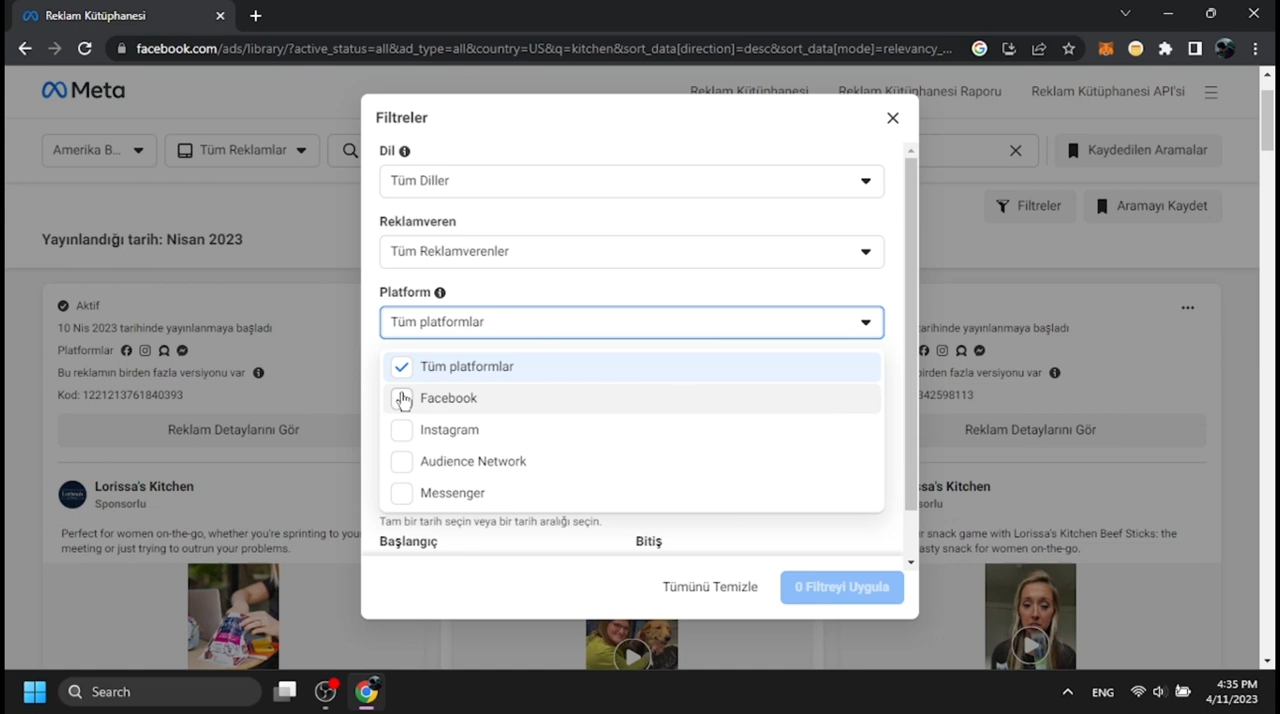 Reklam Kütüphanesi
facebook.com/ads/library/?active_status=all&ad_type=all&country=US&q=kitchen&sort_data[direction]=desc&sort_data[mode]=relevancy_...
Meta
Reklam Kütüphanesi
Reklam Kütüphanesi Raporu
Reklam Kütüphanesi API'si
Amerika B...
Tüm Reklamlar
Kaydedilen Aramalar
Filtreler
Aramayı Kaydet
Yayınlandığı tarih: Nisan 2023
Aktif
10 Nis 2023 tarihinde yayınlanmaya başladı
Platformlar
Bu reklamın birden fazla versiyonu var
Kod: 1221213761840393
Reklam Detaylarını Gör
Lorissa's Kitchen
Sponsorlu
Perfect for women on-the-go, whether you're sprinting to you
meeting or just trying to outrun your problems.
Filtreler
Dil
Tüm Diller
Reklamveren
Tüm Reklamverenler
Platform
Tüm platformlar
Tüm platformlar
Facebook
Instagram
Audience Network
Messenger
Tam bir tarih seçin veya bir tarih aralığı seçin.
Başlangıç
Bitiş
Tümünü Temizle
0 Filtreyi Uygula
tarihinde yayınlanmaya başladı
den fazla versiyonu var
342598113
Reklam Detaylarını Gör
sa's Kitchen
orlu
r snack game with Lorissa's Kitchen Beef Sticks: the
asty snack for women on-the-go.
Search
ENG
4:35 PM
4/11/2023